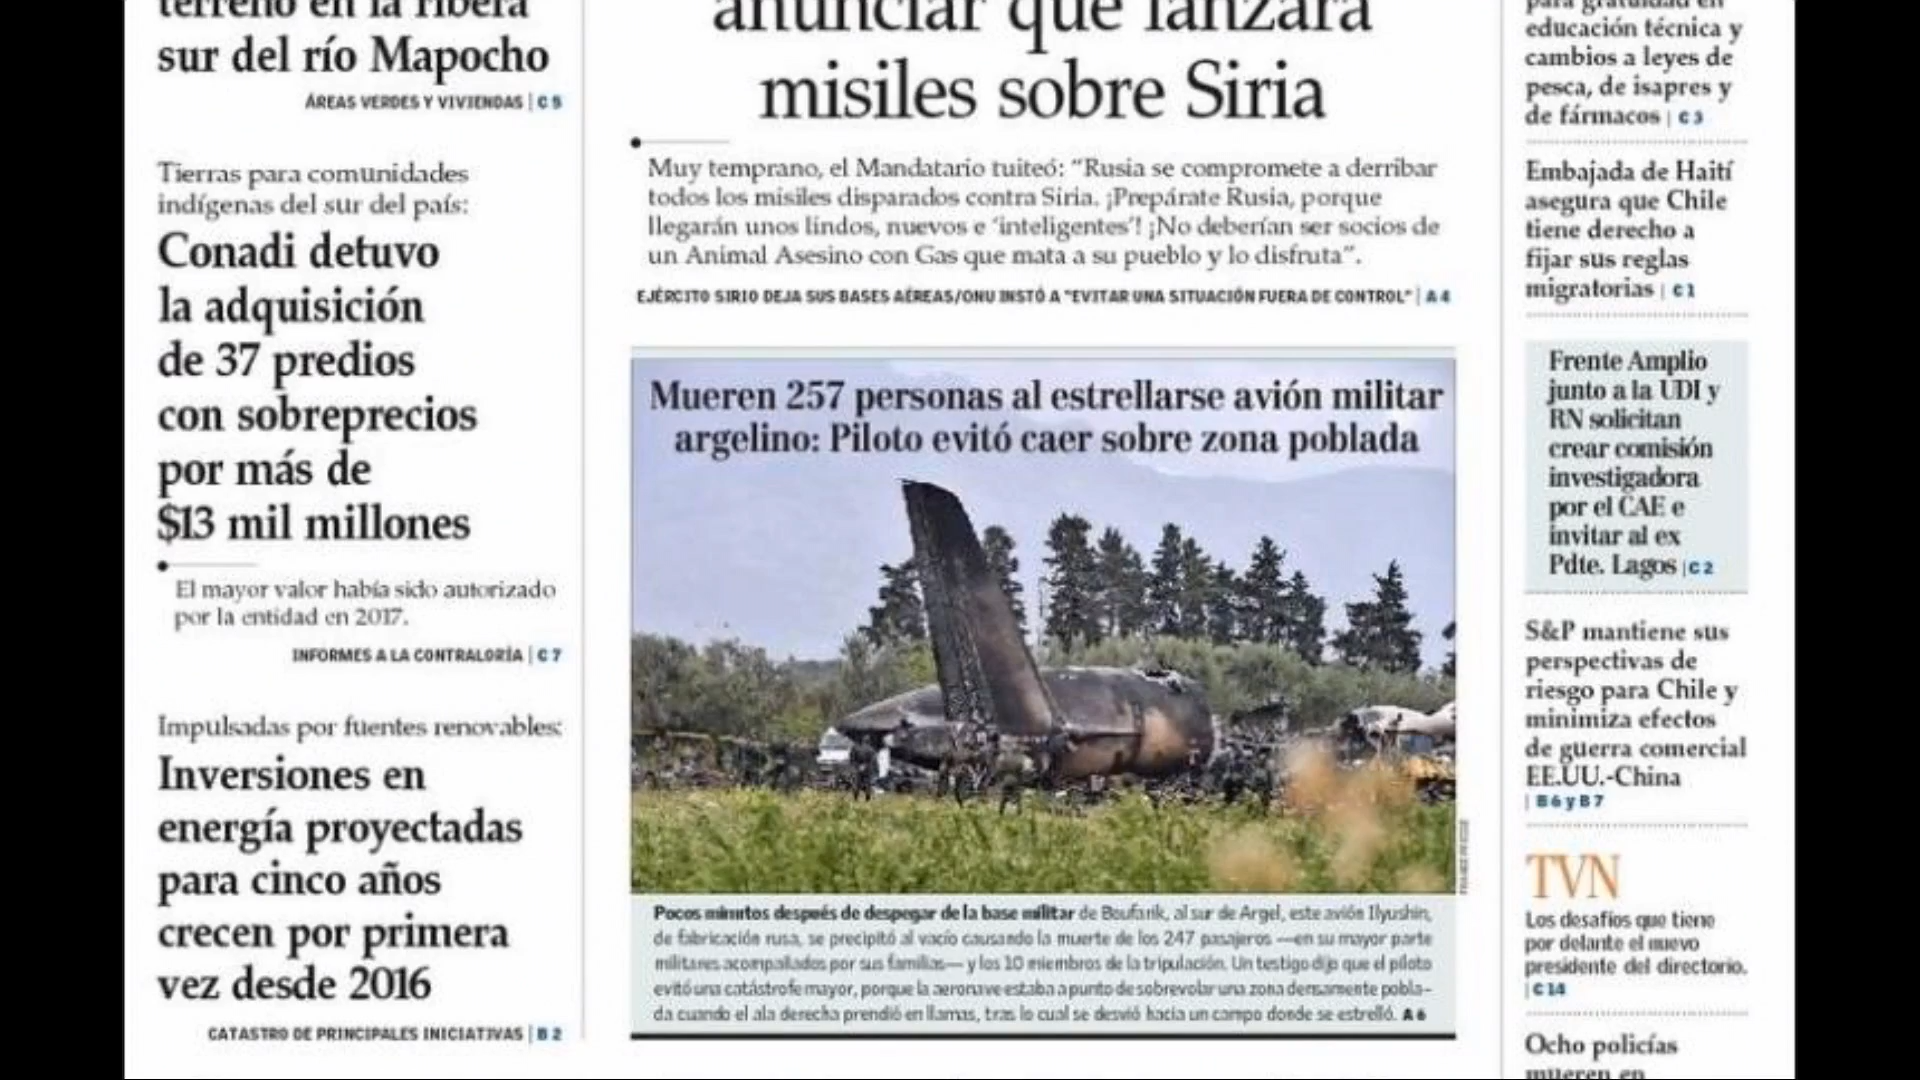 terreno en la ribera
sur del río Mapocho
ÁREAS VERDES Y VIVIENDAS | C 5
Tierras para comunidades
indígenas del sur del país:
Conadi detuvo
la adquisición
de 37 predios
con sobreprecios
por más de
$13 mil millones
El mayor valor había sido autorizado
por la entidad en 2017.
INFORMES A LA CONTRALORÍA | C 7
Impulsadas por fuentes renovables:
Inversiones en
energía proyectadas
para cinco años
crecen por primera
vez desde 2016
CATASTRO DE PRINCIPALES INICIATIVAS | B 2
anunciar que lanzará
misiles sobre Siria
Muy temprano, el Mandatario tuiteó: “Rusia se compromete a derribar
todos los misiles disparados contra Siria. ¡Prepárate Rusia, porque
llegarán unos lindos, nuevos e ‘inteligentes’! ¡No deberían ser socios de
un Animal Asesino con Gas que mata a su pueblo y lo disfruta”.
EJÉRCITO SIRIO DEJA SUS BASES AÉREAS/ONU INSTÓ A "EVITAR UNA SITUACIÓN FUERA DE CONTROL" | A 4
Mueren 257 personas al estrellarse avión militar
argelino: Piloto evitó caer sobre zona poblada
Pocos minutos después de despegar de la base militar de Boufarik, al sur de Argel, este avión Ilyushin,
de fabricación rusa, se precipitó al vacío causando la muerte de los 247 pasajeros —en su mayor parte
militares acompañados por sus familias— y los 10 miembros de la tripulación. Un testigo dijo que el piloto
evitó una catástrofe mayor, porque la aeronave estaba a punto de sobrevolar una zona densamente pobla-
da cuando el ala derecha prendió en llamas, tras lo cual se desvió hacia un campo donde se estrelló. A 6
para gratuidad en
educación técnica y
cambios a leyes de
pesca, de isapres y
de fármacos | C 3
Embajada de Haití
asegura que Chile
tiene derecho a
fijar sus reglas
migratorias | C 1
Frente Amplio
junto a la UDI y
RN solicitan
crear comisión
investigadora
por el CAE e
invitar al ex
Pdte. Lagos | C 2
S&P mantiene sus
perspectivas de
riesgo para Chile y
minimiza efectos
de guerra comercial
EE.UU.-China
| B 6 y B 7
TVN
Los desafíos que tiene
por delante el nuevo
presidente del directorio.
| C 14
Ocho policías
mueren en